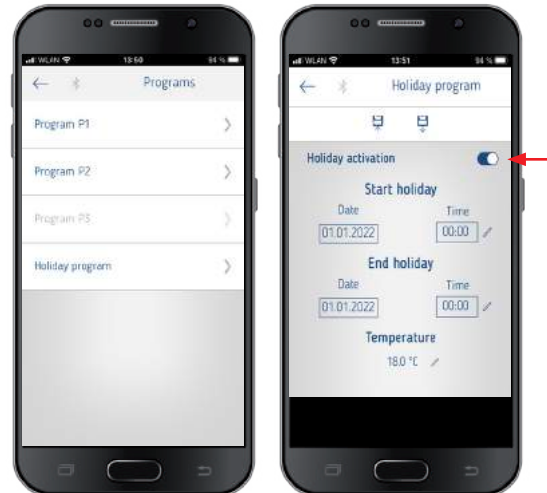 WLAN 13:50 94 %
Programs
Program P1
Program P2
Program P3
Holiday program
WLAN 13:51 94 %
Holiday program
Holiday activation
Start holiday
Date Time
01.01.2022 00:00
End holiday
Date Time
01.01.2022 00:00
Temperature
18.0 °C